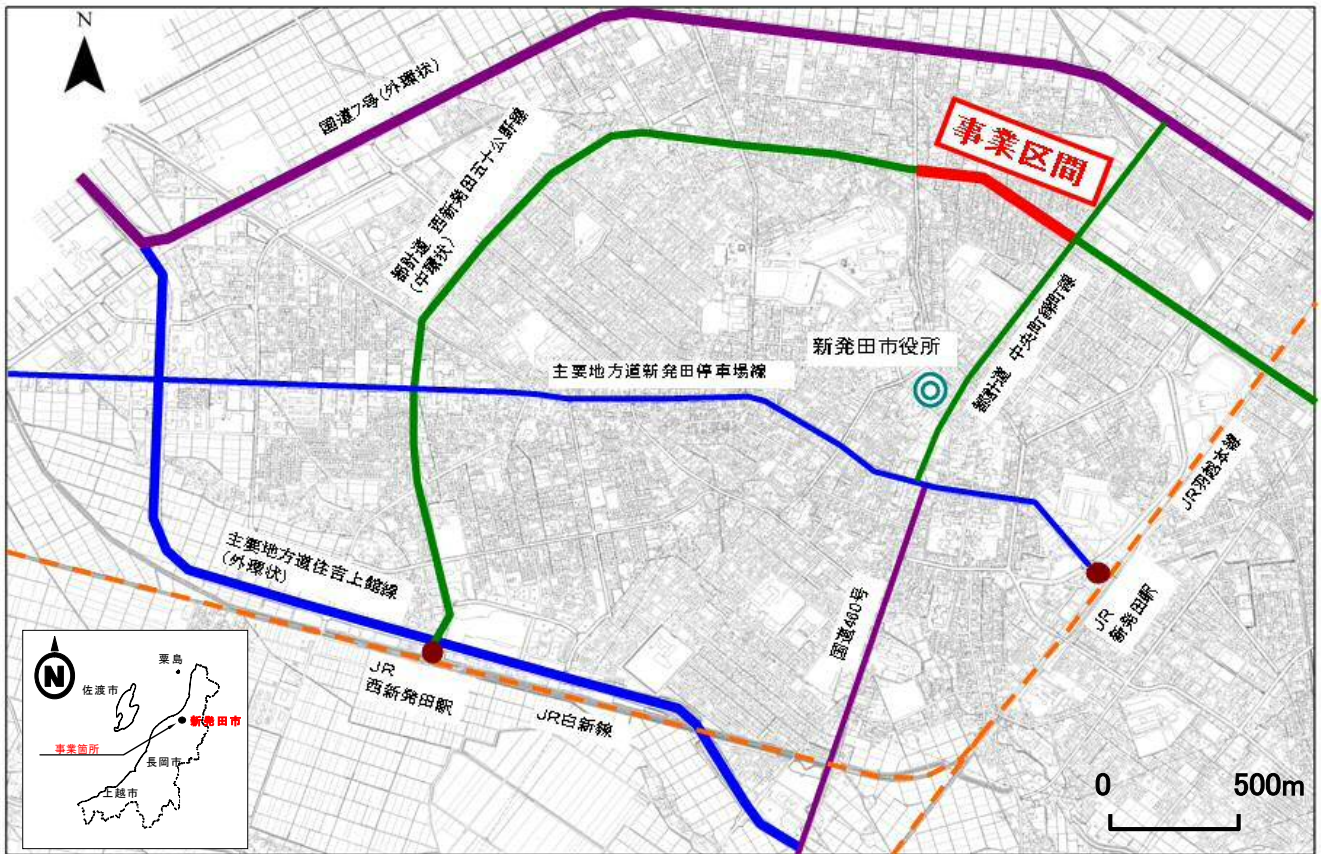 N
国道7号(外環状)
都計道 西新発田五十公野線
(中環状)
事業区間
新発田市役所
都計道 中央町緑町線
主要地方道新発田停車場線
JR羽越本線
主要地方道住吉上館線
(外環状)
国道460号
JR
新発田駅
JR
西新発田駅
JR白新線
0 500m
N
粟島
佐渡市
新発田市
事業箇所
長岡市
上越市